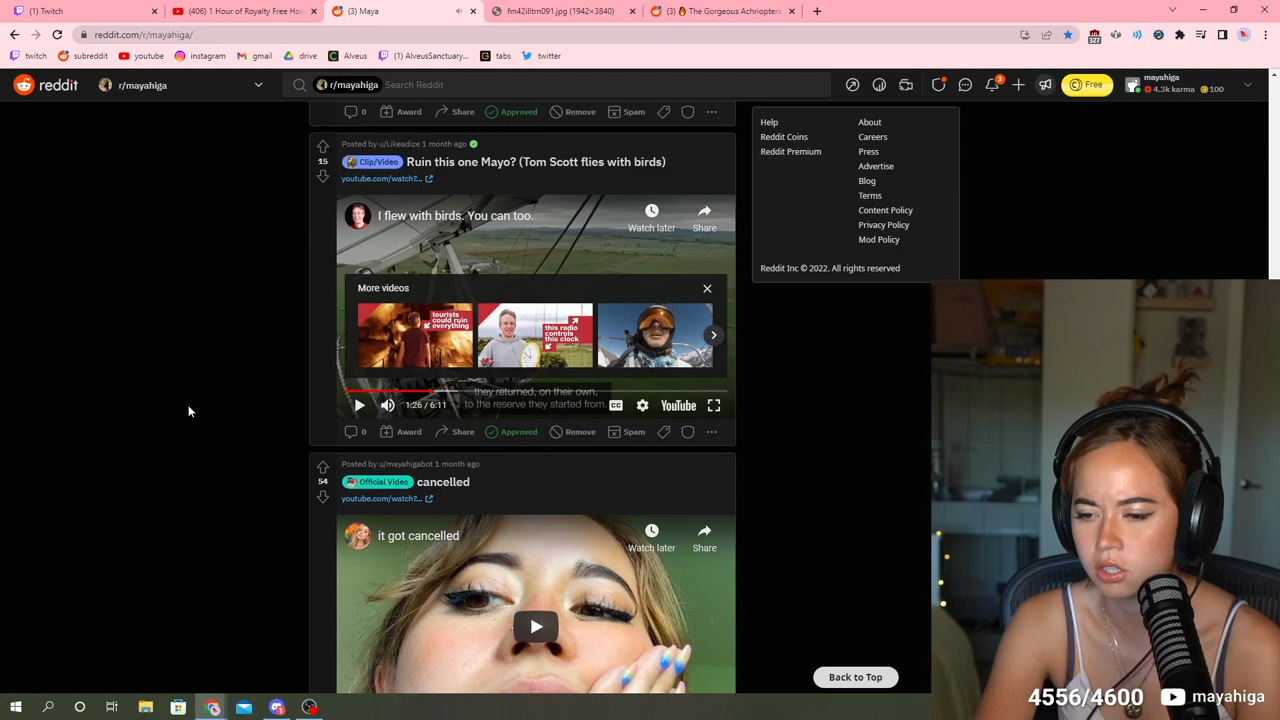 (1) Twitch
(406) 1 Hour of Royalty Free Hor
(3) Maya
fm42illtrn091.jpg (1942×3840)
(3) 🔥 The Gorgeous Achrioptera
reddit.com/r/mayahiga/
327
twitch
subreddit
youtube
instagram
gmail
drive
Alveus
(1) AlveusSanctuary...
tabs
twitter
reddit
r/mayahiga
r/mayahiga
Search Reddit
3
Free
mayahiga
4.3k karma
100
0
Award
Share
Approved
Remove
Spam
Help
Reddit Coins
Reddit Premium
About
Careers
Press
Advertise
Blog
Terms
Content Policy
Privacy Policy
Mod Policy
Reddit Inc © 2022. All rights reserved
Posted by u/Likeadize 1 month ago
15
Clip/Video
Ruin this one Mayo? (Tom Scott flies with birds)
youtube.com/watch?...
I flew with birds. You can too.
Watch later
Share
More videos
tourists
could ruin
everything
this radio
controls
this clock
they returned, on their own,
to the reserve they started from.
1:26 / 6:11
CC
YouTube
0
Award
Share
Approved
Remove
Spam
Posted by u/mayahigabot 1 month ago
54
Official Video
cancelled
youtube.com/watch?...
it got cancelled
Watch later
Share
Back to Top
4556/4600
mayahiga